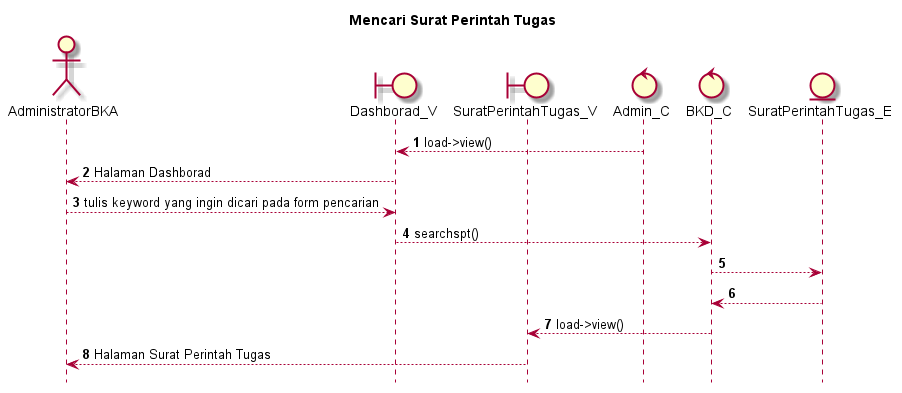 Mencari Surat Perintah Tugas
AdministratorBKA
Dashborad_V
SuratPerintahTugas_V
Admin_C
BKD_C
SuratPerintahTugas_E
1 load->view()
2 Halaman Dashborad
3 tulis keyword yang ingin dicari pada form pencarian
4 searchspt()
5
6
7 load->view()
8 Halaman Surat Perintah Tugas